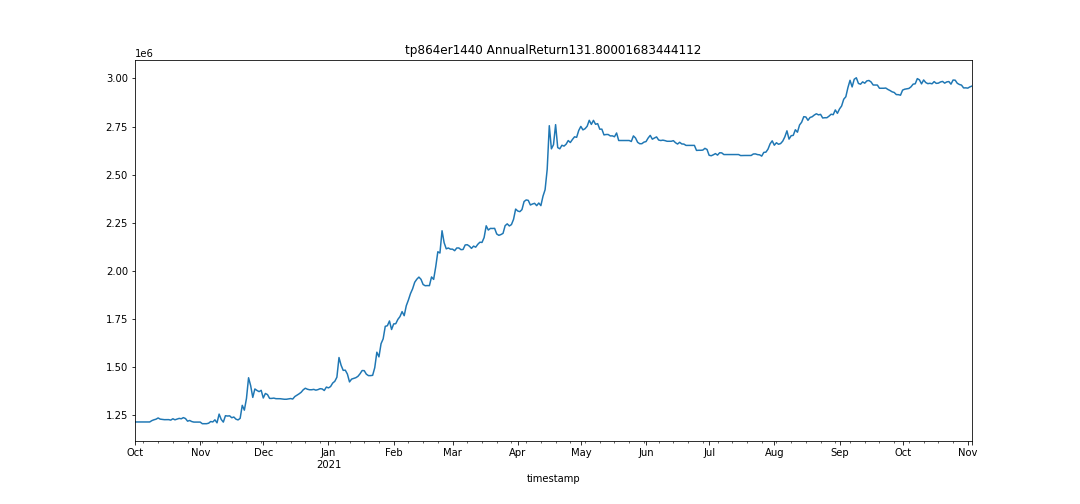 tp864er1440 AnnualReturn131.80001683444112
1e6
3.00
2.75
2.50
2.25
2.00
1.75
1.50
1.25
Oct Nov Dec Jan Feb Mar Apr May Jun Jul Aug Sep Oct Nov
2021
timestamp